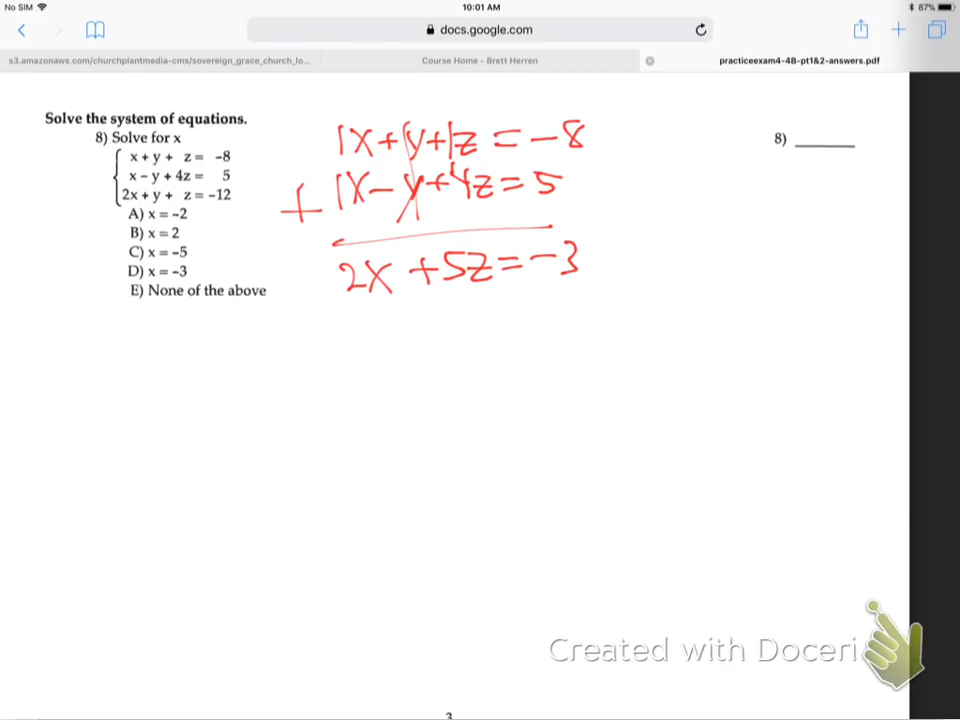 No SIM 10:01 AM 87%
docs.google.com
s3.amazonaws.com/churchplantmedia-cms/sovereign_grace_church_lo... Course Home - Brett Herren practiceexam4-4B-pt1&2-answers.pdf
Solve the system of equations.
8) Solve for x 8) ______
x + y + z = -8
x - y + 4z = 5
2x + y + z = -12
A) x = -2
B) x = 2
C) x = -5
D) x = -3
E) None of the above
1x+1y+1z = -8
+ 1x-y+4z=5
2x +5z=-3
Created with Doceri
3